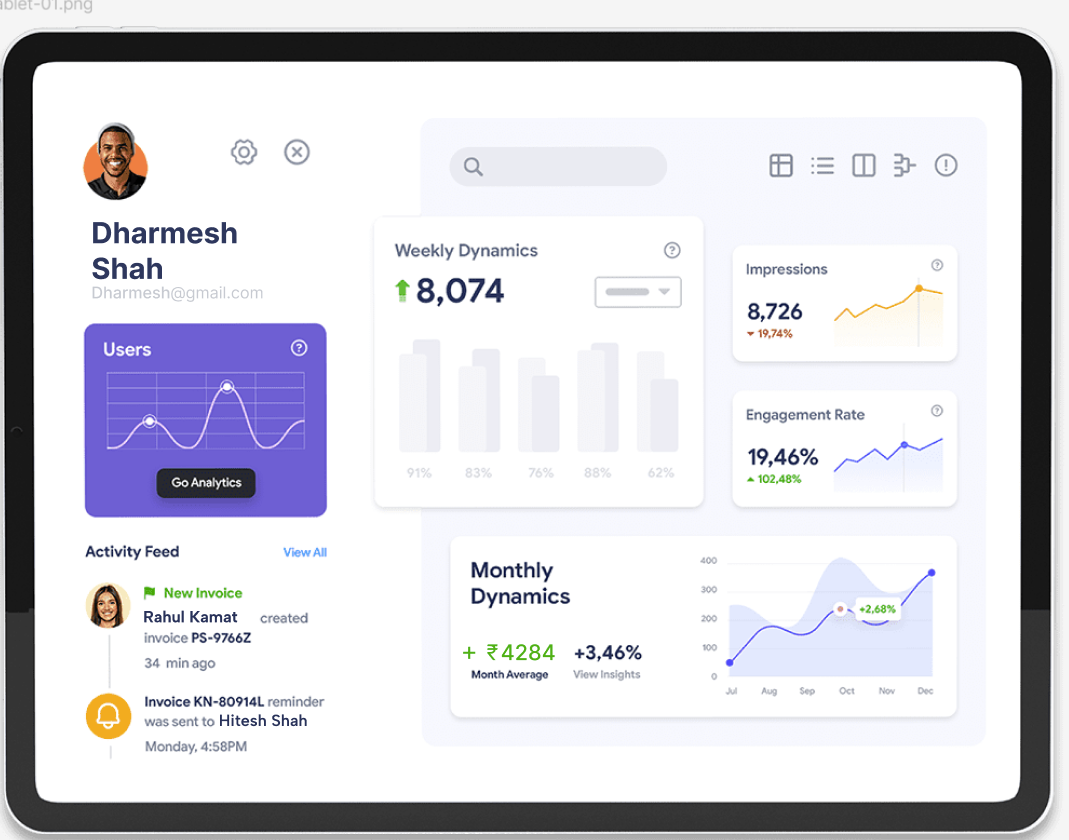 ablet-01.png
Dharmesh
Shah
Dharmesh@gmail.com
Users
Go Analytics
Activity Feed
View All
New Invoice
Rahul Kamat created
invoice PS-9766Z
34 min ago
Invoice KN-80914L reminder
was sent to Hitesh Shah
Monday, 4:58PM
Weekly Dynamics
8,074
91% 83% 76% 88% 62%
Impressions
8,726
19,74%
Engagement Rate
19,46%
102,48%
Monthly
Dynamics
+ ₹4284
Month Average
+3,46%
View Insights
400
300
200
100
0
+2,68%
Jul Aug Sep Oct Nov Dec